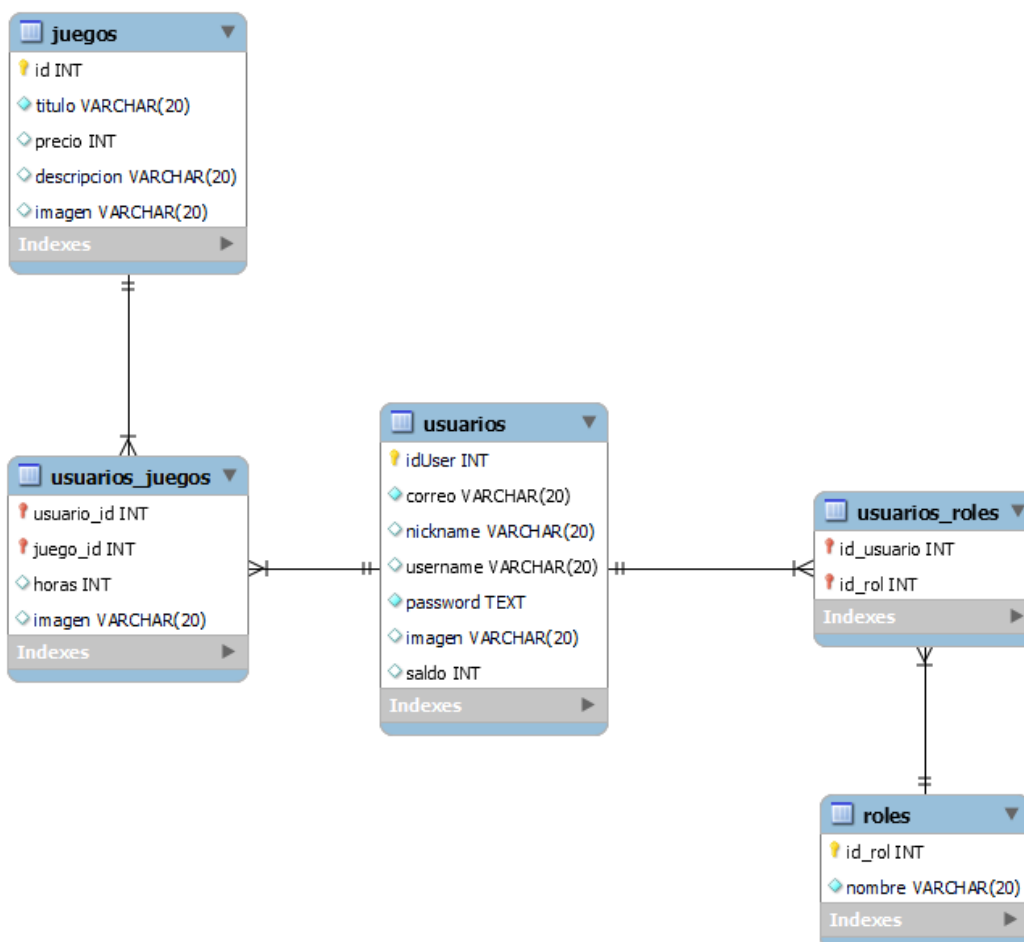 juegos
id INT
titulo VARCHAR(20)
precio INT
descripcion VARCHAR(20)
imagen VARCHAR(20)
Indexes
usuarios_juegos
usuario_id INT
juego_id INT
horas INT
imagen VARCHAR(20)
Indexes
usuarios
idUser INT
correo VARCHAR(20)
nickname VARCHAR(20)
username VARCHAR(20)
password TEXT
imagen VARCHAR(20)
saldo INT
Indexes
usuarios_roles
id_usuario INT
id_rol INT
Indexes
roles
id_rol INT
nombre VARCHAR(20)
Indexes